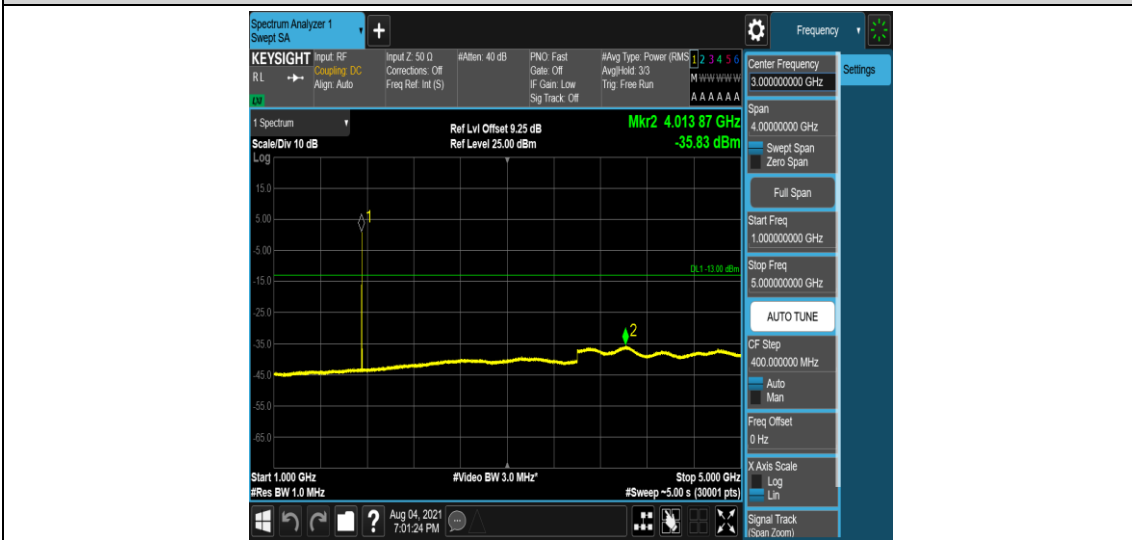 Spectrum Analyzer 1
Swept SA
+
Frequency
KEYSIGHT
RL
LXI
Input: RF
Coupling: DC
Align: Auto
Input Z: 50 Ω
Corrections: Off
Freq Ref: Int (S)
#Atten: 40 dB
PNO: Fast
Gate: Off
IF Gain: Low
Sig Track: Off
#Avg Type: Power (RMS
Avg|Hold: 3/3
Trig: Free Run
1 2 3 4 5 6
M W W W W W
A A A A A A
1 Spectrum
Scale/Div 10 dB
Log
Ref Lvl Offset 9.25 dB
Ref Level 25.00 dBm
Mkr2 4.013 87 GHz
-35.83 dBm
15.0
5.00
-5.00
-15.0
-25.0
-35.0
-45.0
-55.0
-65.0
1
DL1 -13.00 dBm
2
Start 1.000 GHz
#Res BW 1.0 MHz
#Video BW 3.0 MHz*
Stop 5.000 GHz
#Sweep ~5.00 s (30001 pts)
Center Frequency
3.000000000 GHz
Settings
Span
4.00000000 GHz
Swept Span
Zero Span
Full Span
Start Freq
1.000000000 GHz
Stop Freq
5.000000000 GHz
AUTO TUNE
CF Step
400.000000 MHz
Auto
Man
Freq Offset
0 Hz
X Axis Scale
Log
Lin
Signal Track
(Span Zoom)
?
Aug 04, 2021
7:01:24 PM